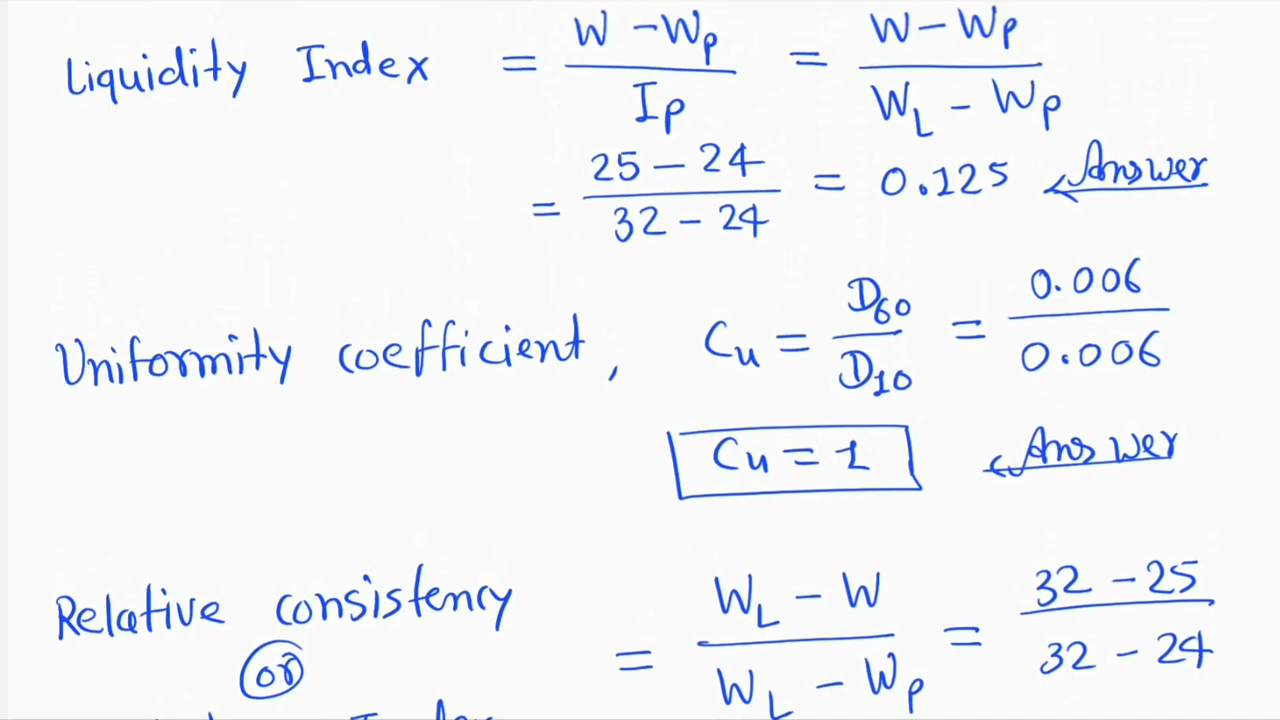 Liquidity Index = (W - Wp) / Ip = (W - Wp) / (WL - Wp)
= (25 - 24) / (32 - 24) = 0.125 ← Answer
Uniformity coefficient, Cu = D60 / D10 = 0.006 / 0.006
Cu = 1 ← Answer
Relative consistency = (WL - W) / (WL - Wp) = (32 - 25) / (32 - 24)
or